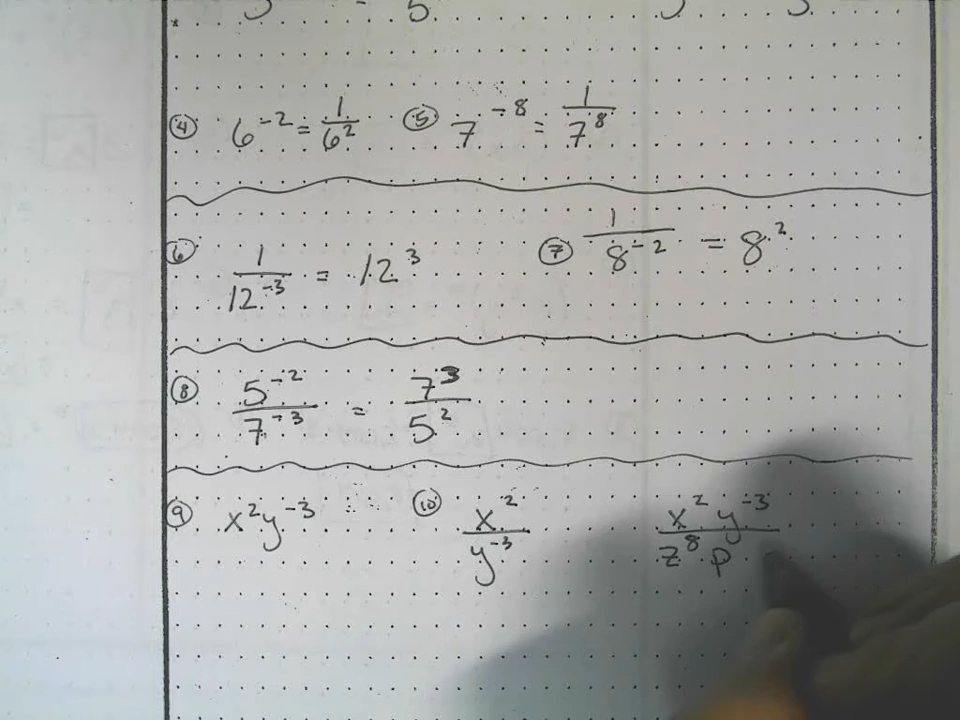 ④ 6⁻² = 1/6² ⑤ 7⁻⁸ = 1/7⁸
⑥ 1/12⁻³ = 12³ ⑦ 1/8⁻² = 8²
⑧ 5⁻²/7⁻³ = 7³/5²
⑨ x²y⁻³ ⑩ x²/y⁻³ x²y⁻³/z⁸p